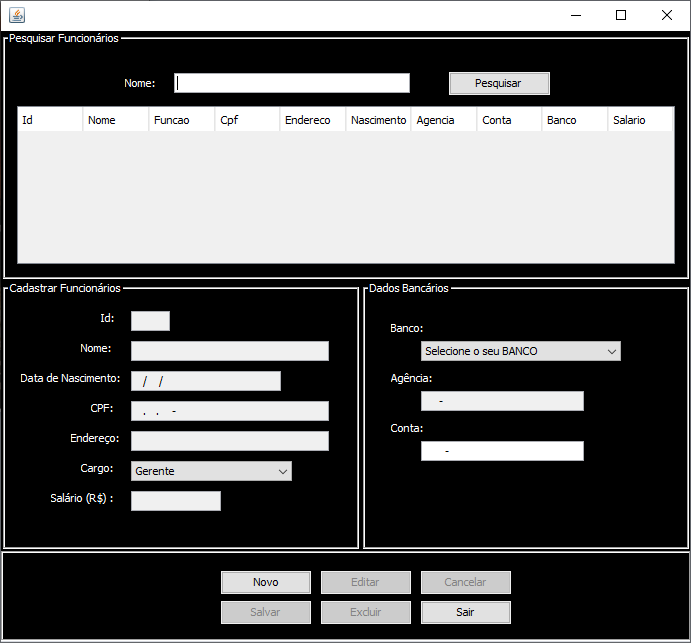 Pesquisar Funcionários
Nome: Pesquisar
Id Nome Funcao Cpf Endereco Nascimento Agencia Conta Banco Salario
Cadastrar Funcionários
Id:
Nome:
Data de Nascimento: / /
CPF: . . -
Endereço:
Cargo: Gerente
Salário (R$) :
Dados Bancários
Banco:
Selecione o seu BANCO
Agência:
-
Conta:
-
Novo Editar Cancelar
Salvar Excluir Sair